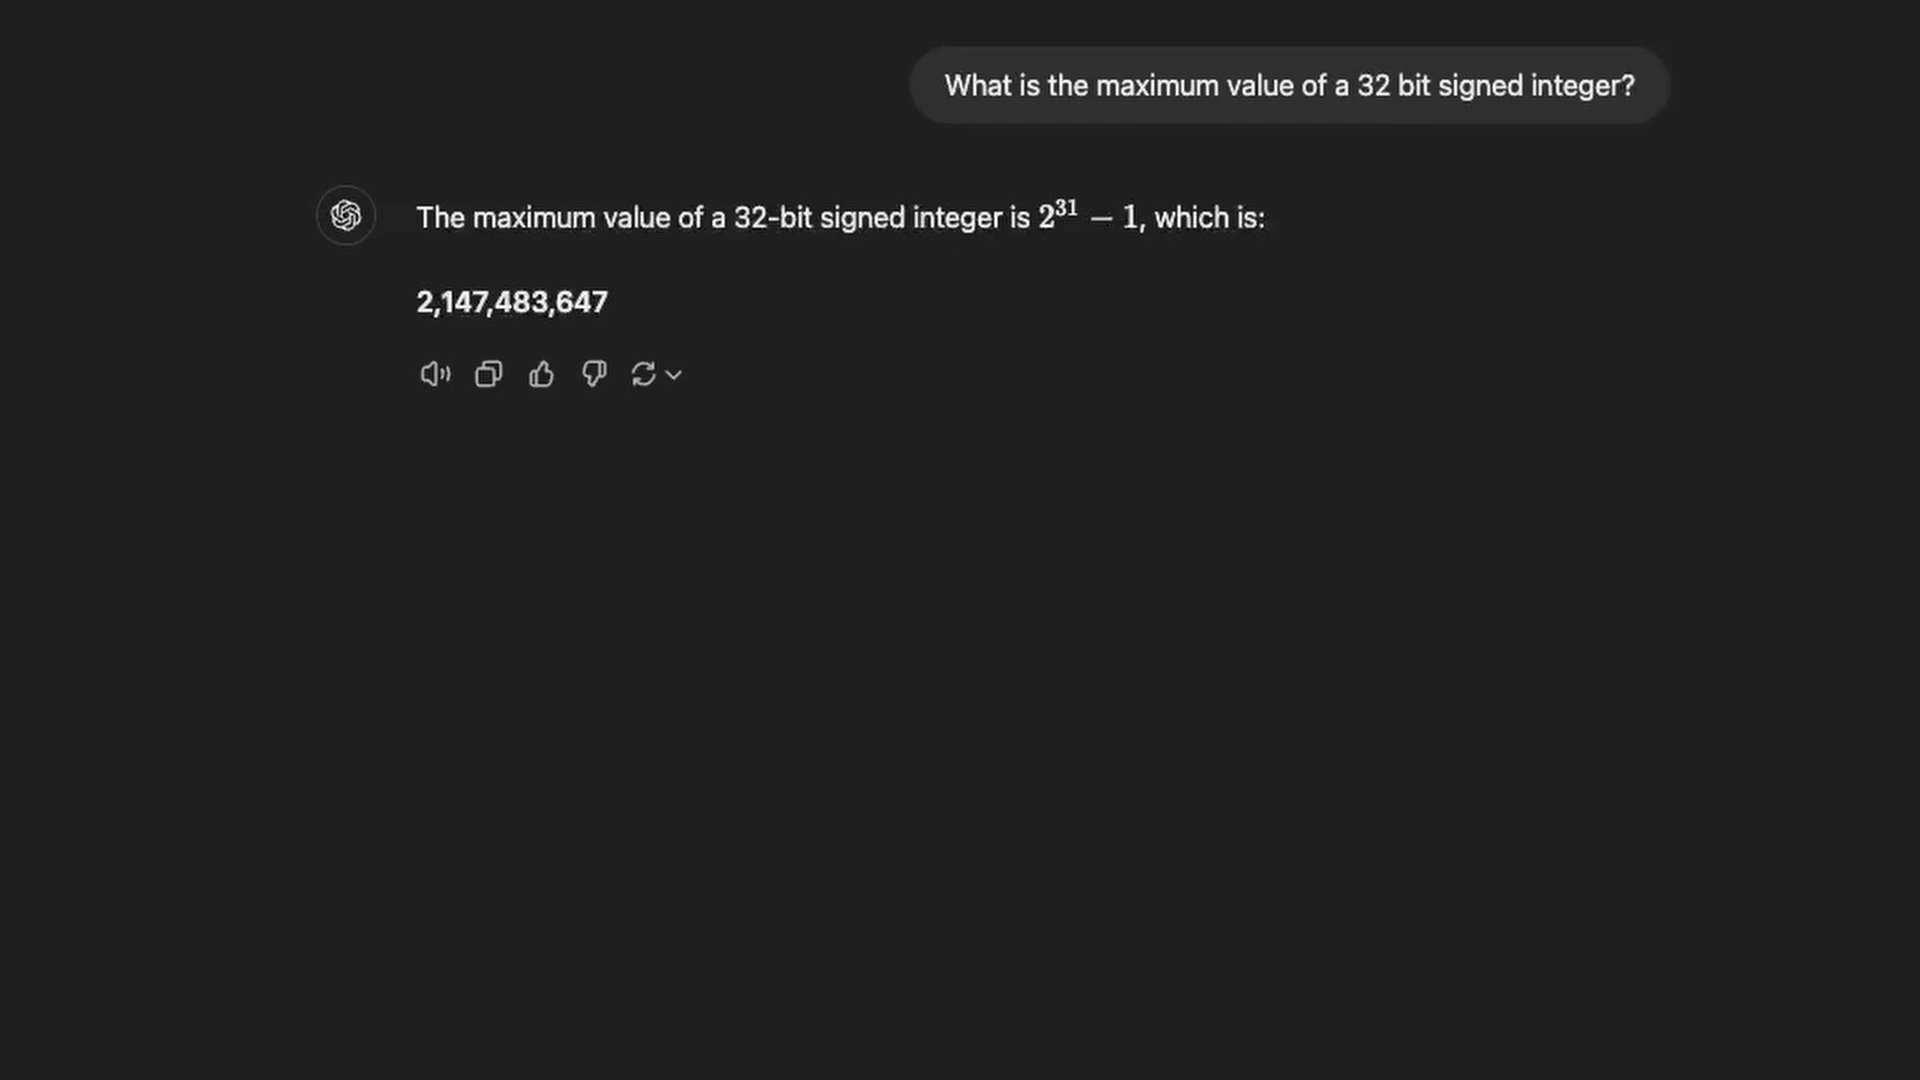 What is the maximum value of a 32 bit signed integer?
The maximum value of a 32-bit signed integer is 2³¹ − 1, which is:
2,147,483,647